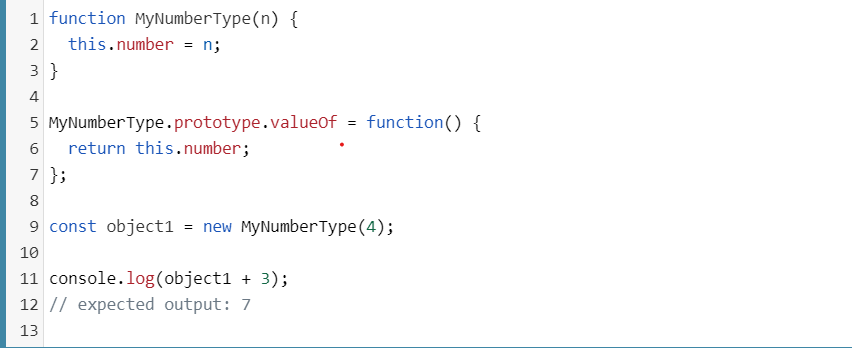 1 function MyNumberType(n) {
2   this.number = n;
3 }
4
5 MyNumberType.prototype.valueOf = function() {
6   return this.number;
7 };
8
9 const object1 = new MyNumberType(4);
10
11 console.log(object1 + 3);
12 // expected output: 7
13